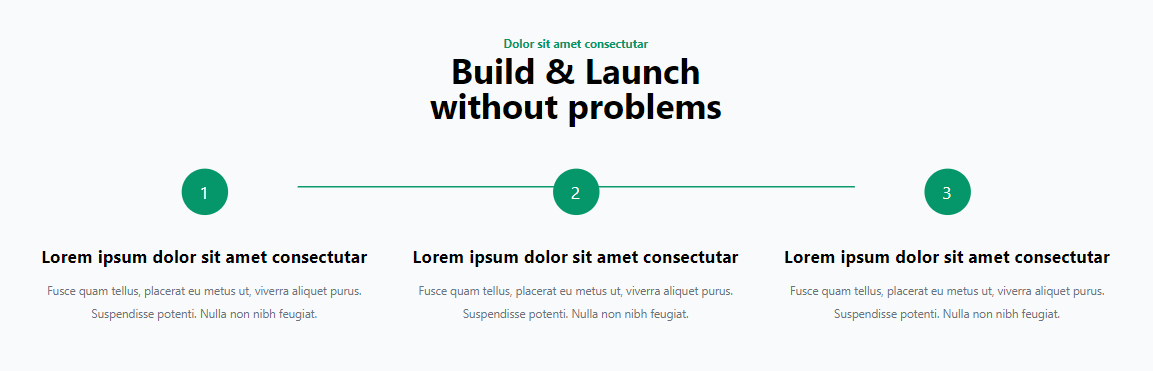 Dolor sit amet consectutar
Build & Launch
without problems
1
2
3
Lorem ipsum dolor sit amet consectutar
Fusce quam tellus, placerat eu metus ut, viverra aliquet purus.
Suspendisse potenti. Nulla non nibh feugiat.
Lorem ipsum dolor sit amet consectutar
Fusce quam tellus, placerat eu metus ut, viverra aliquet purus.
Suspendisse potenti. Nulla non nibh feugiat.
Lorem ipsum dolor sit amet consectutar
Fusce quam tellus, placerat eu metus ut, viverra aliquet purus.
Suspendisse potenti. Nulla non nibh feugiat.